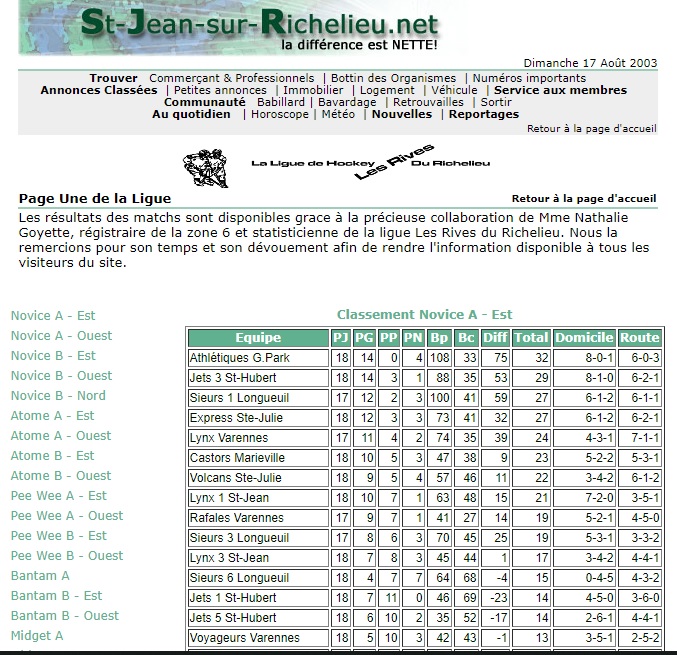 St-Jean-sur-Richelieu.net
la différence est NETTE!
Dimanche 17 Août 2003
Trouver Commerçant & Professionnels | Bottin des Organismes | Numéros importants
Annonces Classées | Petites annonces | Immobilier | Logement | Véhicule | Service aux membres
Communauté Babillard | Bavardage | Retrouvailles | Sortir
Au quotidien | Horoscope | Météo | Nouvelles | Reportages
Retour à la page d'accueil
La Ligue de Hockey Les Rives Du Richelieu
Page Une de la Ligue Retour à la page d'accueil
Les résultats des matchs sont disponibles grace à la précieuse collaboration de Mme Nathalie
Goyette, régistraire de la zone 6 et statisticienne de la ligue Les Rives du Richelieu. Nous la
remercions pour son temps et son dévouement afin de rendre l'information disponible à tous les
visiteurs du site.
Novice A - Est
Novice A - Ouest
Novice B - Est
Novice B - Ouest
Novice B - Nord
Atome A - Est
Atome A - Ouest
Atome B - Est
Atome B - Ouest
Pee Wee A - Est
Pee Wee A - Ouest
Pee Wee B - Est
Pee Wee B - Ouest
Bantam A
Bantam B - Est
Bantam B - Ouest
Midget A
Classement Novice A - Est
Equipe PJ PG PP PN Bp Bc Diff Total Domicile Route
Athlétiques G.Park 18 14 0 4 108 33 75 32 8-0-1 6-0-3
Jets 3 St-Hubert 18 14 3 1 88 35 53 29 8-1-0 6-2-1
Sieurs 1 Longueuil 17 12 2 3 100 41 59 27 6-1-2 6-1-1
Express Ste-Julie 18 12 3 3 73 41 32 27 6-1-2 6-2-1
Lynx Varennes 17 11 4 2 74 35 39 24 4-3-1 7-1-1
Castors Marieville 18 10 5 3 47 38 9 23 5-2-2 5-3-1
Volcans Ste-Julie 18 9 5 4 57 46 11 22 3-4-2 6-1-2
Lynx 1 St-Jean 18 10 7 1 63 48 15 21 7-2-0 3-5-1
Rafales Varennes 17 9 7 1 41 27 14 19 5-2-1 4-5-0
Sieurs 3 Longueuil 17 8 6 3 70 45 25 19 5-3-1 3-3-2
Lynx 3 St-Jean 18 7 8 3 45 44 1 17 3-4-2 4-4-1
Sieurs 6 Longueuil 18 4 7 7 64 68 -4 15 0-4-5 4-3-2
Jets 1 St-Hubert 18 7 11 0 46 69 -23 14 4-5-0 3-6-0
Jets 5 St-Hubert 18 6 10 2 35 52 -17 14 2-6-1 4-4-1
Voyageurs Varennes 18 5 10 3 42 43 -1 13 3-5-1 2-5-2